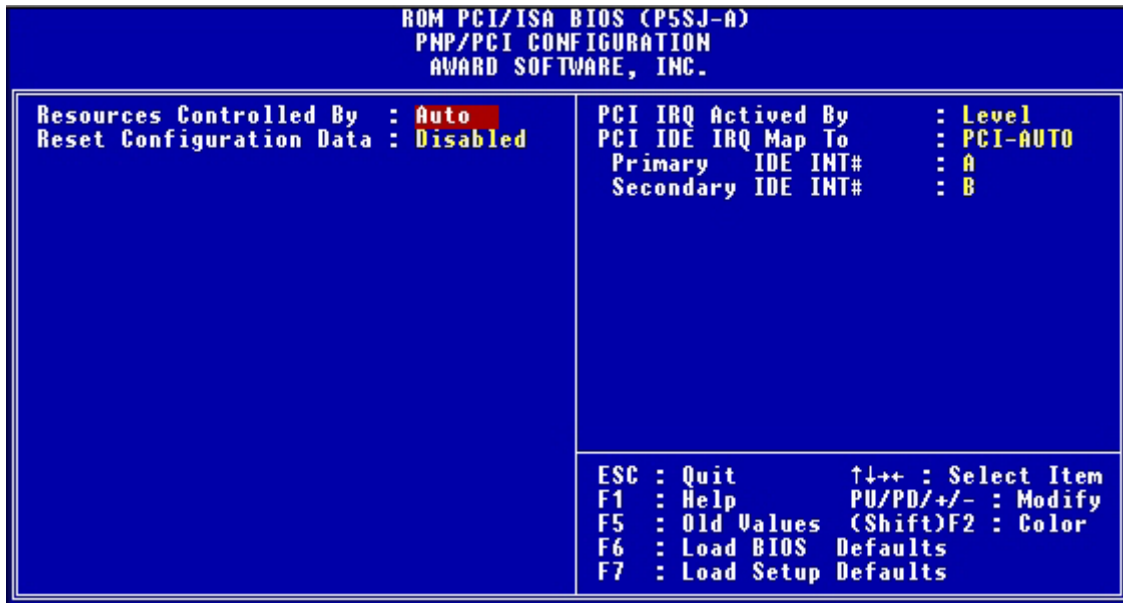 ROM PCI/ISA BIOS (P5SJ-A)
PNP/PCI CONFIGURATION
AWARD SOFTWARE, INC.
Resources Controlled By : Auto
Reset Configuration Data : Disabled
PCI IRQ Actived By : Level
PCI IDE IRQ Map To : PCI-AUTO
Primary IDE INT# : A
Secondary IDE INT# : B
ESC : Quit ↑↓→← : Select Item
F1 : Help PU/PD/+/- : Modify
F5 : Old Values (Shift)F2 : Color
F6 : Load BIOS Defaults
F7 : Load Setup Defaults